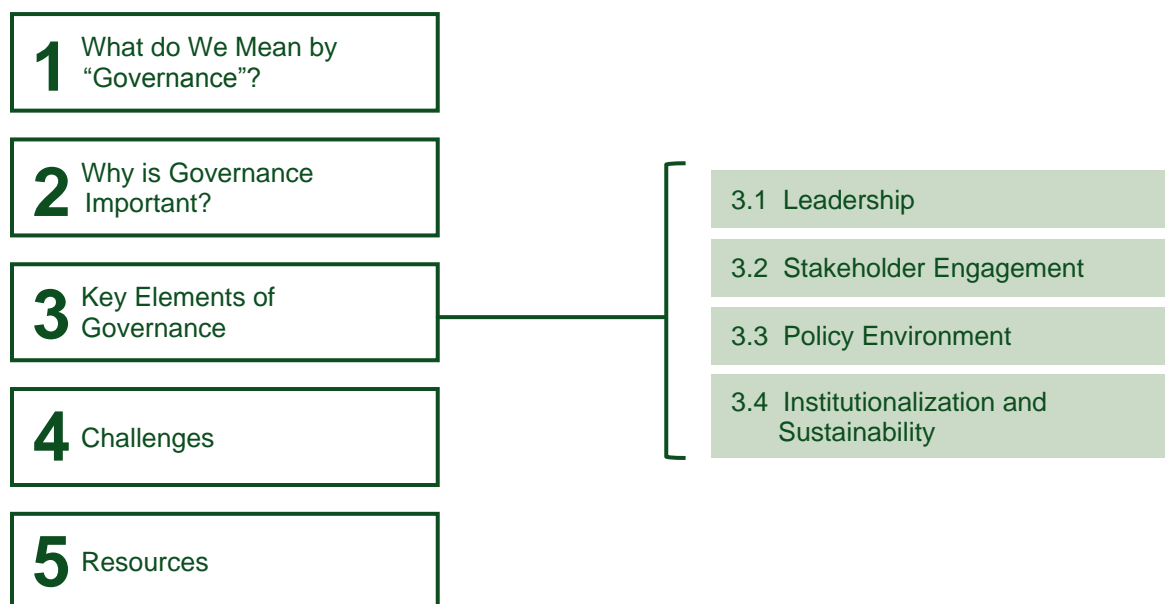 1 What do We Mean by
“Governance”?
2 Why is Governance
Important?
3 Key Elements of
Governance
4 Challenges
5 Resources
3.1 Leadership
3.2 Stakeholder Engagement
3.3 Policy Environment
3.4 Institutionalization and
Sustainability